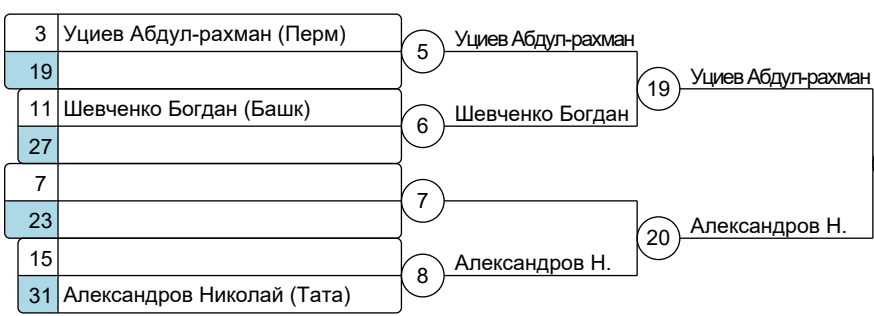 3 Уциев Абдул-рахман (Перм)
5 Уциев Абдул-рахман
19
19 Уциев Абдул-рахман
11 Шевченко Богдан (Башк)
6 Шевченко Богдан
27
7
7
23
20 Александров Н.
15
8 Александров Н.
31 Александров Николай (Тата)